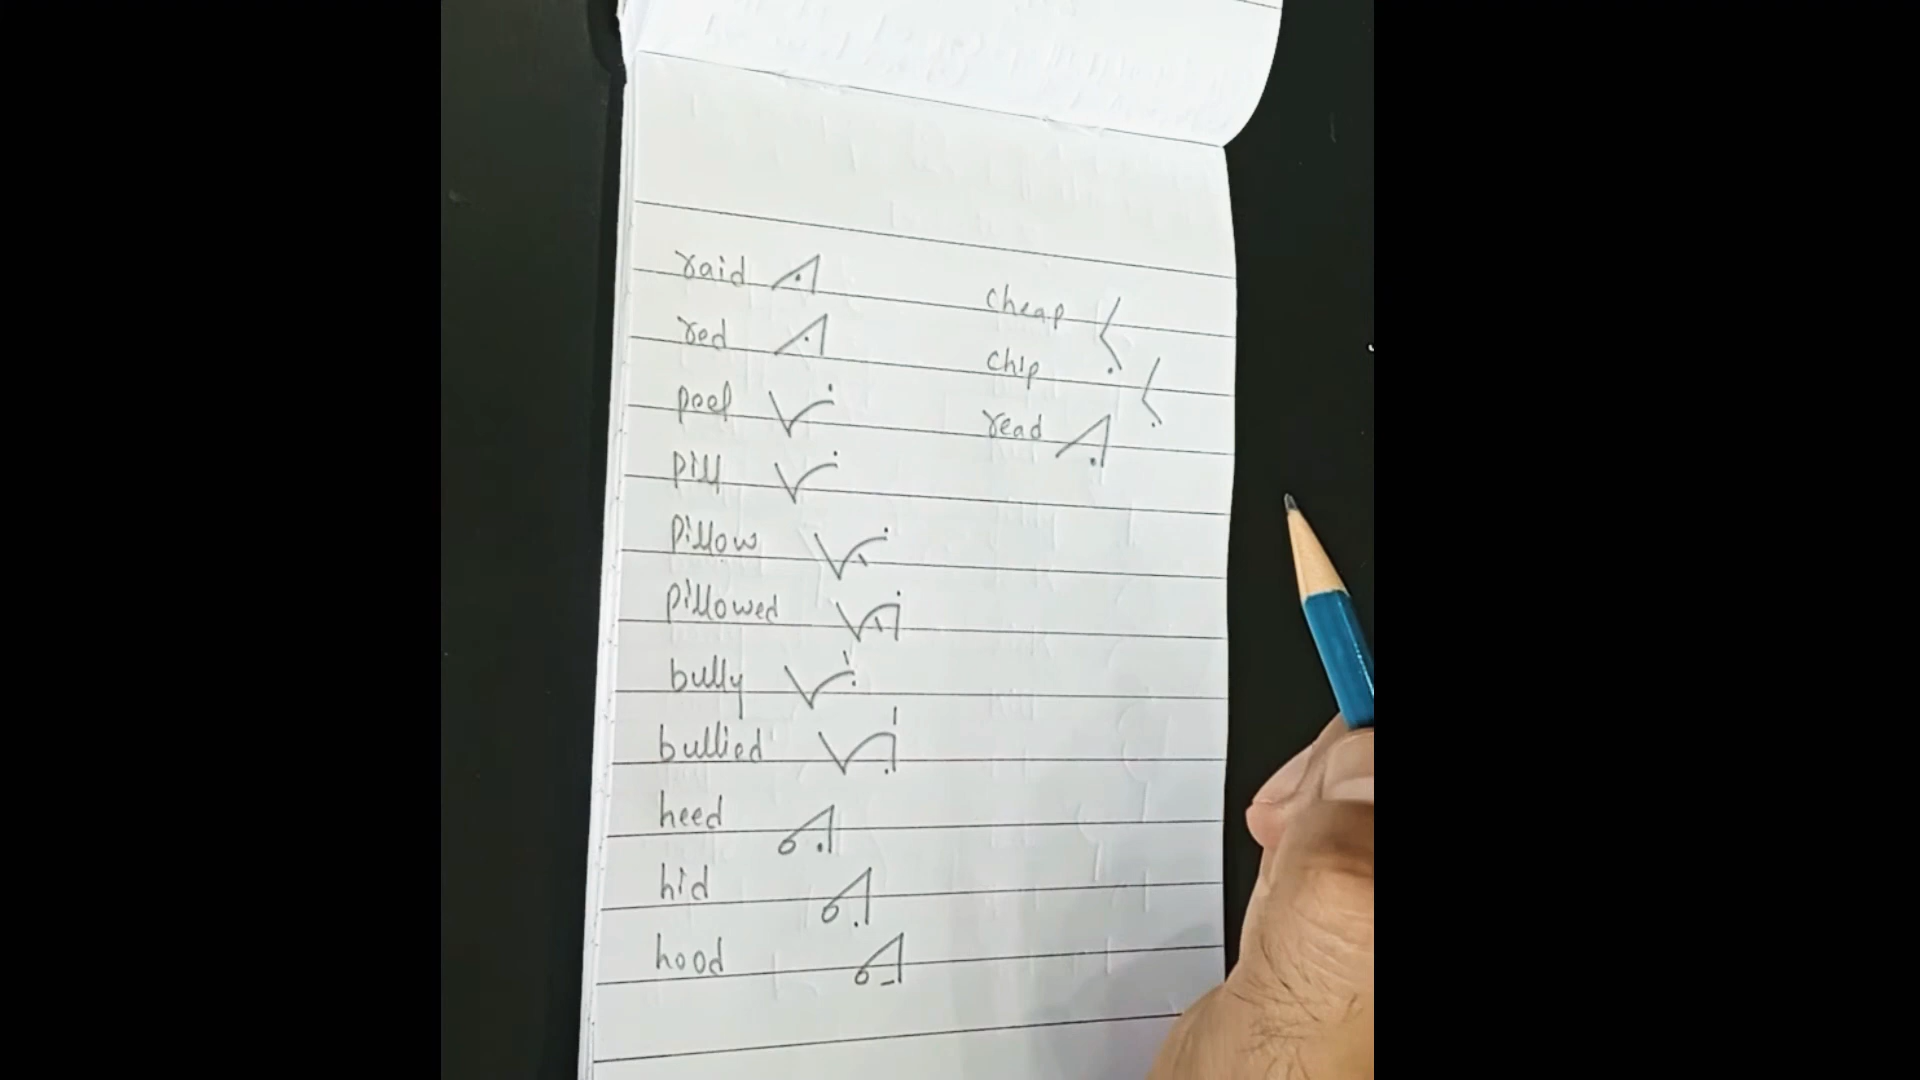 raid
red
peel
pill
pillow
pillowed
bully
bullied
heed
hid
hood
cheap
chip
read